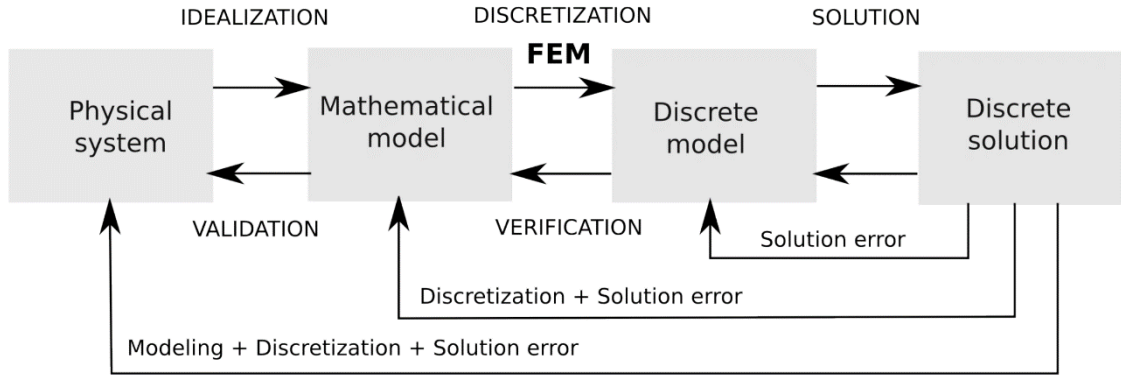 IDEALIZATION
DISCRETIZATION
SOLUTION
FEM
Physical
system
Mathematical
model
Discrete
model
Discrete
solution
VALIDATION
VERIFICATION
Solution error
Discretization + Solution error
Modeling + Discretization + Solution error